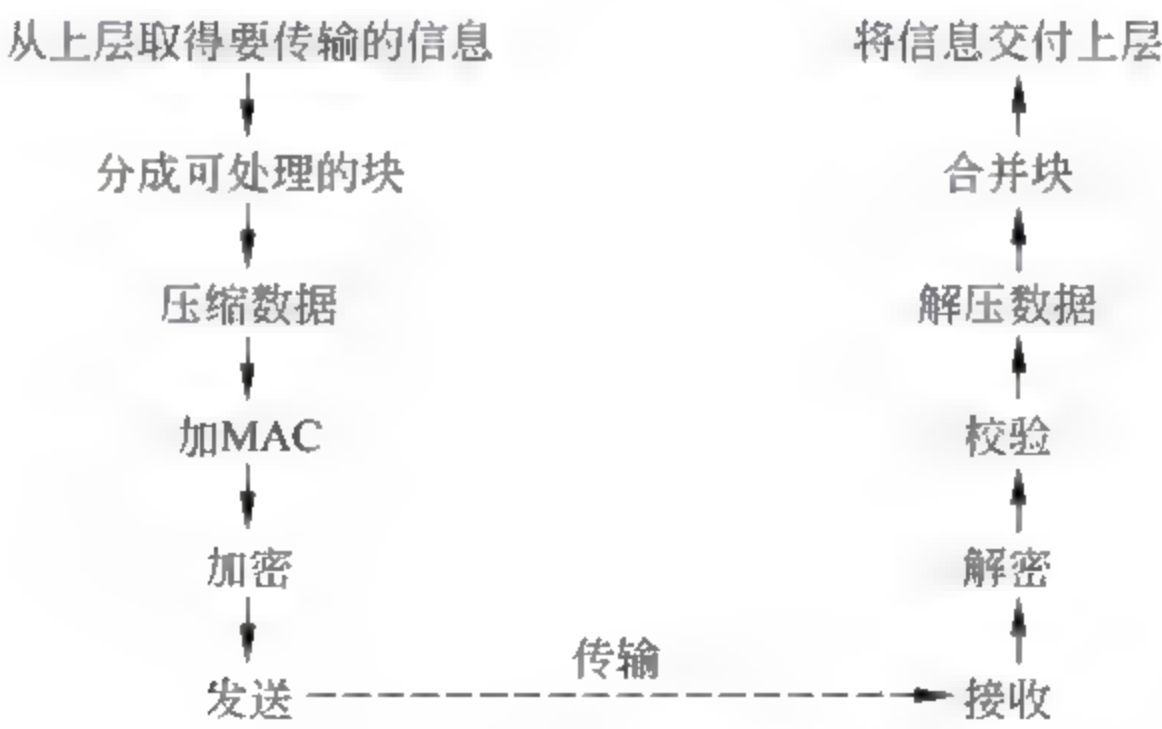 从上层取得要传输的信息
将信息交付上层
分成可处理的块
合并块
压缩数据
解压数据
加MAC
校验
加密
解密
传输
发送
接收